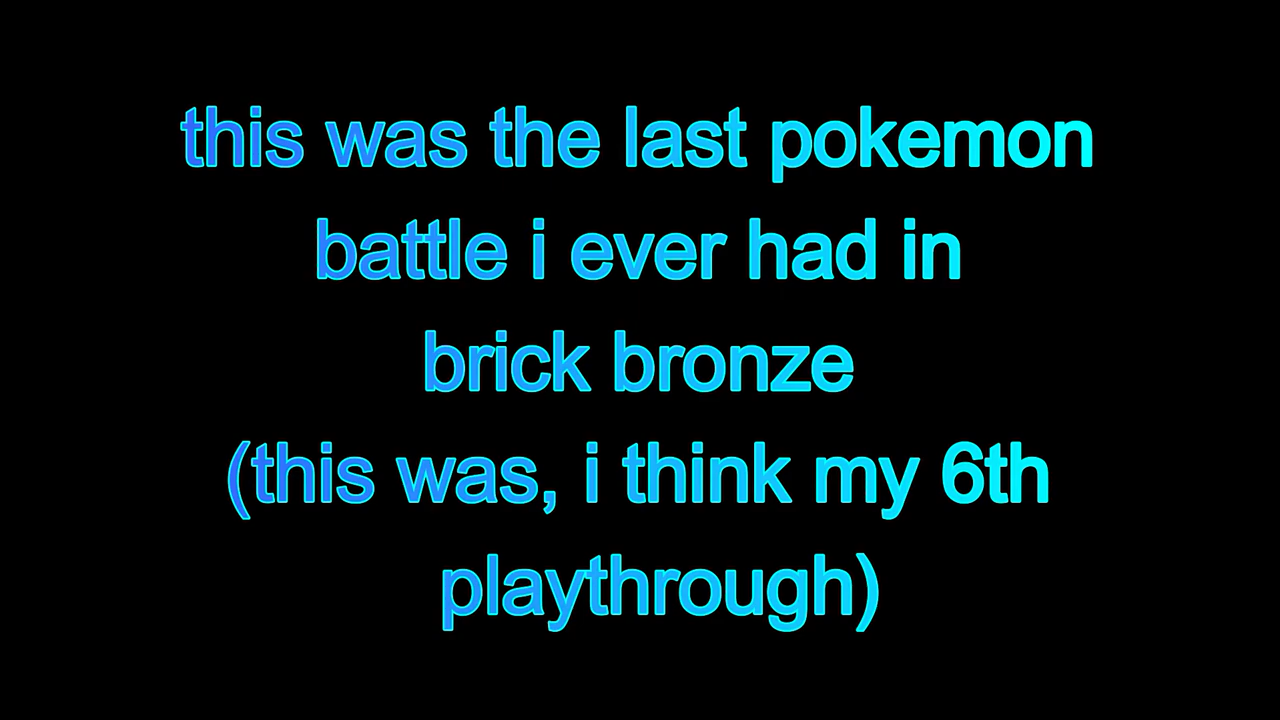 this was the last pokemon
battle i ever had in
brick bronze
(this was, i think my 6th
playthrough)